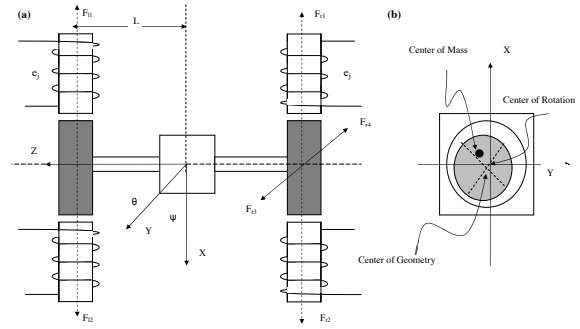 (a)
F_l1
L
F_r1
(b)
Center of Mass
X
e_j
e_j
Center of Rotation
F_r4
Z
Y
θ
F_r3
Y
ψ
X
Center of Geometry
F_l2
F_r2